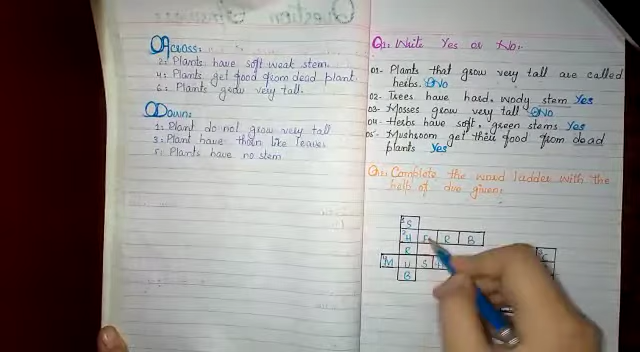 Across:
2: Plants have soft weak stem.
4: Plants get food from dead plant.
6: Plants grow very tall.
Down:
1: Plant do not grow very tall
3: Plant have thorn like leaves
5: Plants have no stem
Q1: Write Yes or No.
01- Plants that grow very tall are called
herbs. No
02- Trees have hard, wody stem Yes
03- Mosses grow very tall No
04- Herbs have soft, green stems Yes
05- Mushroom get their food from dead
plants Yes
Q2: Complete the word ladder with the
help of clue given:
S
H E R B
R
4M U S
B